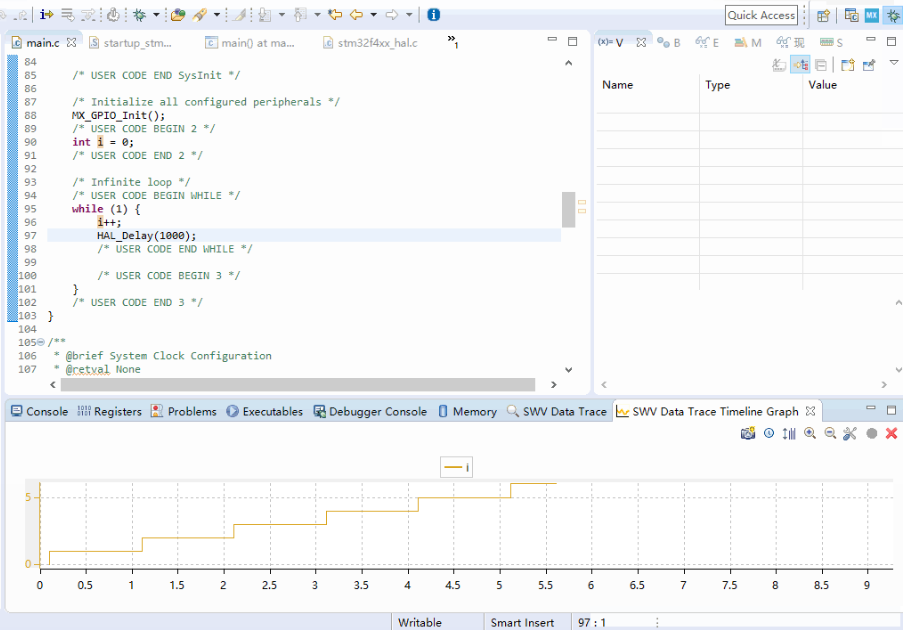 Quick Access
MX
main.c
startup_stm...
main() at ma...
stm32f4xx_hal.c
»1
(x)= V
B
E
M
现
S
84
85 /* USER CODE END SysInit */
86
87 /* Initialize all configured peripherals */
88 MX_GPIO_Init();
89 /* USER CODE BEGIN 2 */
90 int i = 0;
91 /* USER CODE END 2 */
92
93 /* Infinite loop */
94 /* USER CODE BEGIN WHILE */
95 while (1) {
96 i++;
97 HAL_Delay(1000);
98 /* USER CODE END WHILE */
99
100 /* USER CODE BEGIN 3 */
101 }
102 /* USER CODE END 3 */
103 }
104
105 /**
106 * @brief System Clock Configuration
107 * @retval None
Name Type Value
Console
Registers
Problems
Executables
Debugger Console
Memory
SWV Data Trace
SWV Data Trace Timeline Graph
i
5
0
0 0.5 1 1.5 2 2.5 3 3.5 4 4.5 5 5.5 6 6.5 7 7.5 8 8.5 9
Writable Smart Insert 97 : 1